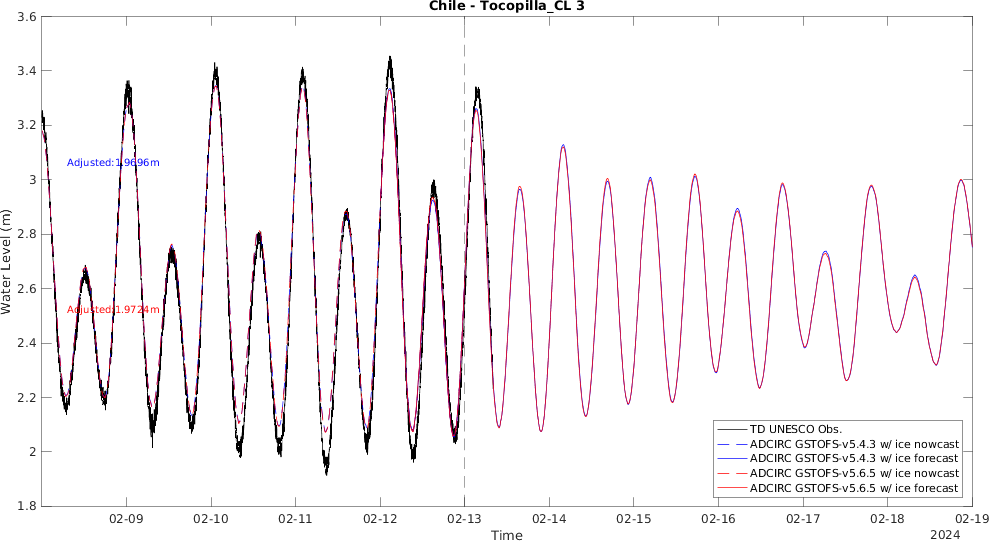 Chile - Tocopilla_CL 3
3.6
3.4
3.2
3
2.8
2.6
2.4
2.2
2
1.8
Water Level (m)
Adjusted:1.9696m
Adjusted:1.9724m
TD UNESCO Obs.
ADCIRC GSTOFS-v5.4.3 w/ ice nowcast
ADCIRC GSTOFS-v5.4.3 w/ ice forecast
ADCIRC GSTOFS-v5.6.5 w/ ice nowcast
ADCIRC GSTOFS-v5.6.5 w/ ice forecast
02-09 02-10 02-11 02-12 02-13 02-14 02-15 02-16 02-17 02-18 02-19
Time
2024